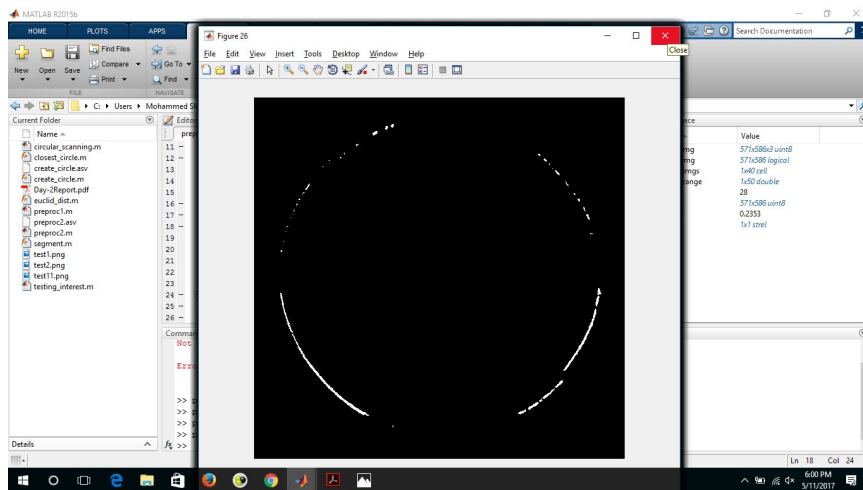 MATLAB R2015b
HOME PLOTS APPS
Search Documentation
New Open Save
Find Files
Compare
Print
Go To
Find
FILE
NAVIGATE
C: Users Mohammed
Current Folder
Name
circular_scanning.m
closest_circle.m
create_circle.asv
create_circle.m
Day-2Report.pdf
euclid_dist.m
preproc1.m
preproc2.asv
preproc2.m
segment.m
test1.png
test2.png
test11.png
testing_interest.m
Details
Editor
11
12
13
14
15
16
17
18
19
20
21
22
23
24
25
26
Not
>>
>>
>>
>>
fx >>
Figure 26
Close
File Edit View Insert Tools Desktop Window Help
Value
571x586x3 uint8
571x586 logical
1x40 cell
1x50 double
28
571x586 uint8
0.2353
1x1 strel
Ln 18 Col 24
6:00 PM
5/11/2017